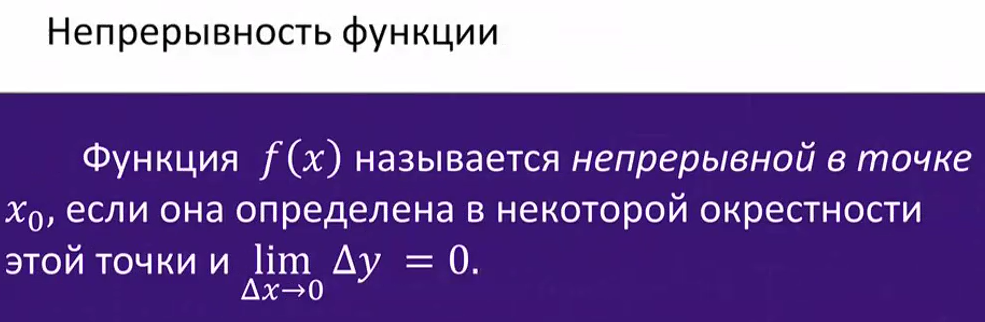 Непрерывность функции
Функция f(x) называется непрерывной в точке
x₀, если она определена в некоторой окрестности
этой точки и lim Δy = 0.
Δx→0